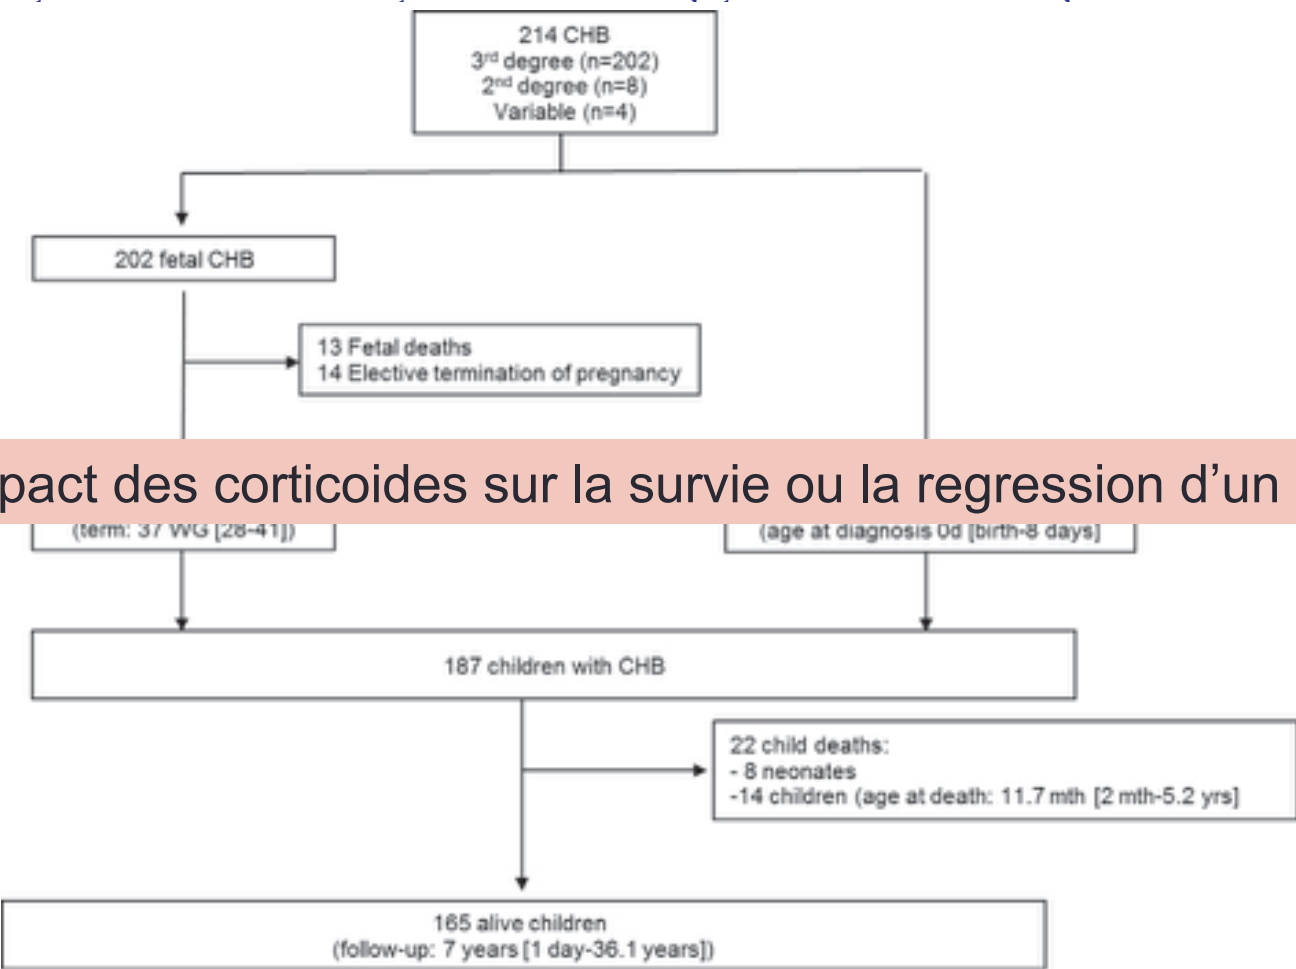 214 CHB
3rd degree (n=202)
2nd degree (n=8)
Variable (n=4)
202 fetal CHB
13 Fetal deaths
14 Elective termination of pregnancy
pact des corticoides sur la survie ou la regression d’un
(term: 37 WG [28-41])
(age at diagnosis 0d [birth-8 days]
187 children with CHB
22 child deaths:
- 8 neonates
-14 children (age at death: 11.7 mth [2 mth-5.2 yrs]
165 alive children
(follow-up: 7 years [1 day-36.1 years])